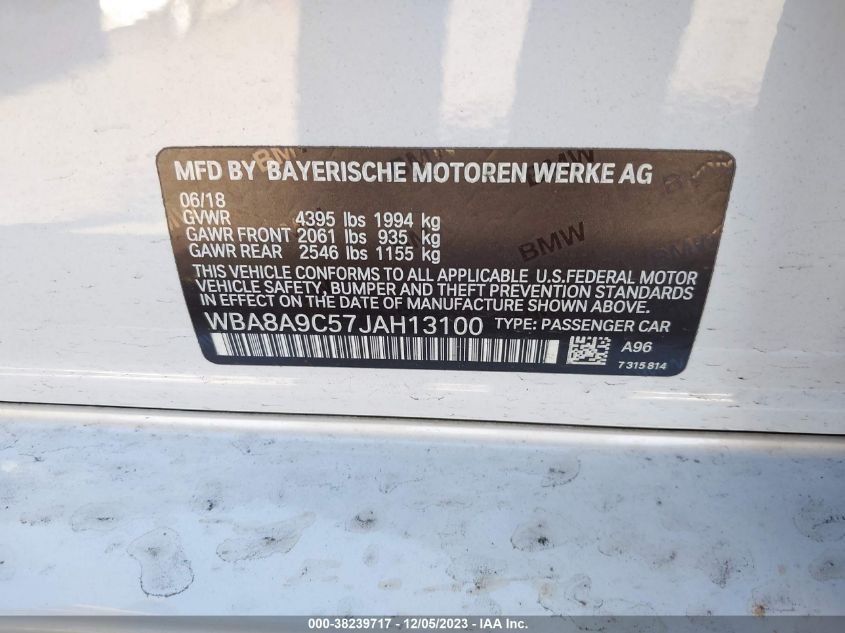 MFD BY BAYERISCHE MOTOREN WERKE AG
06/18
GVWR 4395 lbs 1994 kg
GAWR FRONT 2061 lbs 935 kg
GAWR REAR 2546 lbs 1155 kg
THIS VEHICLE CONFORMS TO ALL APPLICABLE U.S.FEDERAL MOTOR
VEHICLE SAFETY, BUMPER AND THEFT PREVENTION STANDARDS
IN EFFECT ON THE DATE OF MANUFACTURE SHOWN ABOVE.
WBA8A9C57JAH13100 TYPE: PASSENGER CAR
A96
7 315 814
BMW
BMW
BMW
000-38239717 - 12/05/2023 - IAA Inc.